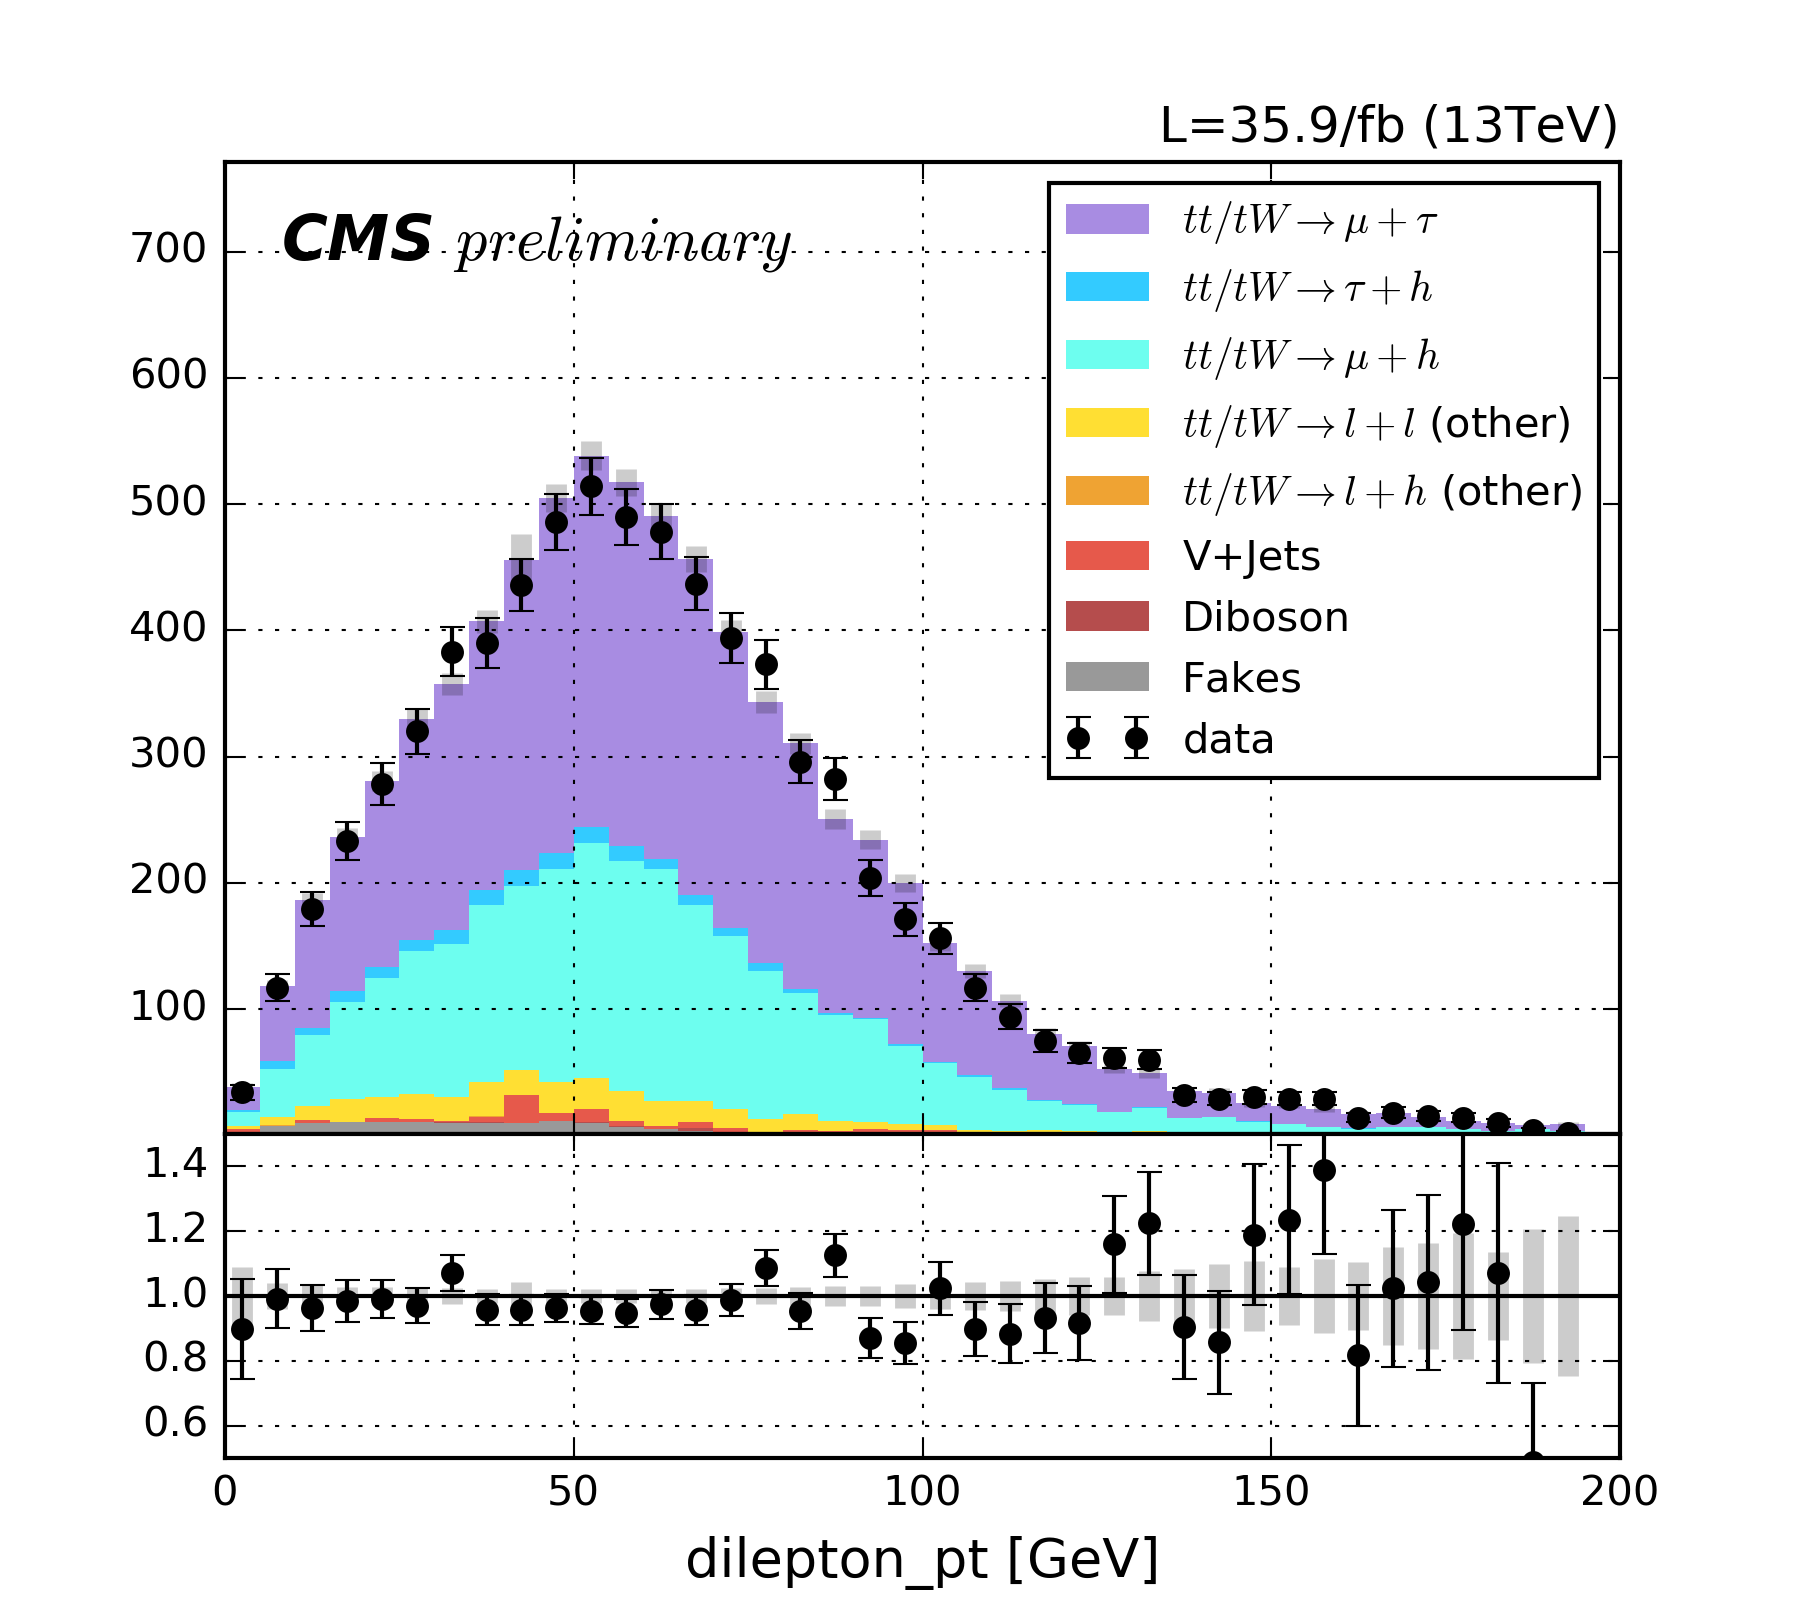 L=35.9/fb (13TeV)
CMS preliminary
tt/tW → μ + τ
tt/tW → τ + h
tt/tW → μ + h
tt/tW → l + l (other)
tt/tW → l + h (other)
V+Jets
Diboson
Fakes
data
700
600
500
400
300
200
100
1.4
1.2
1.0
0.8
0.6
0 50 100 150 200
dilepton_pt [GeV]